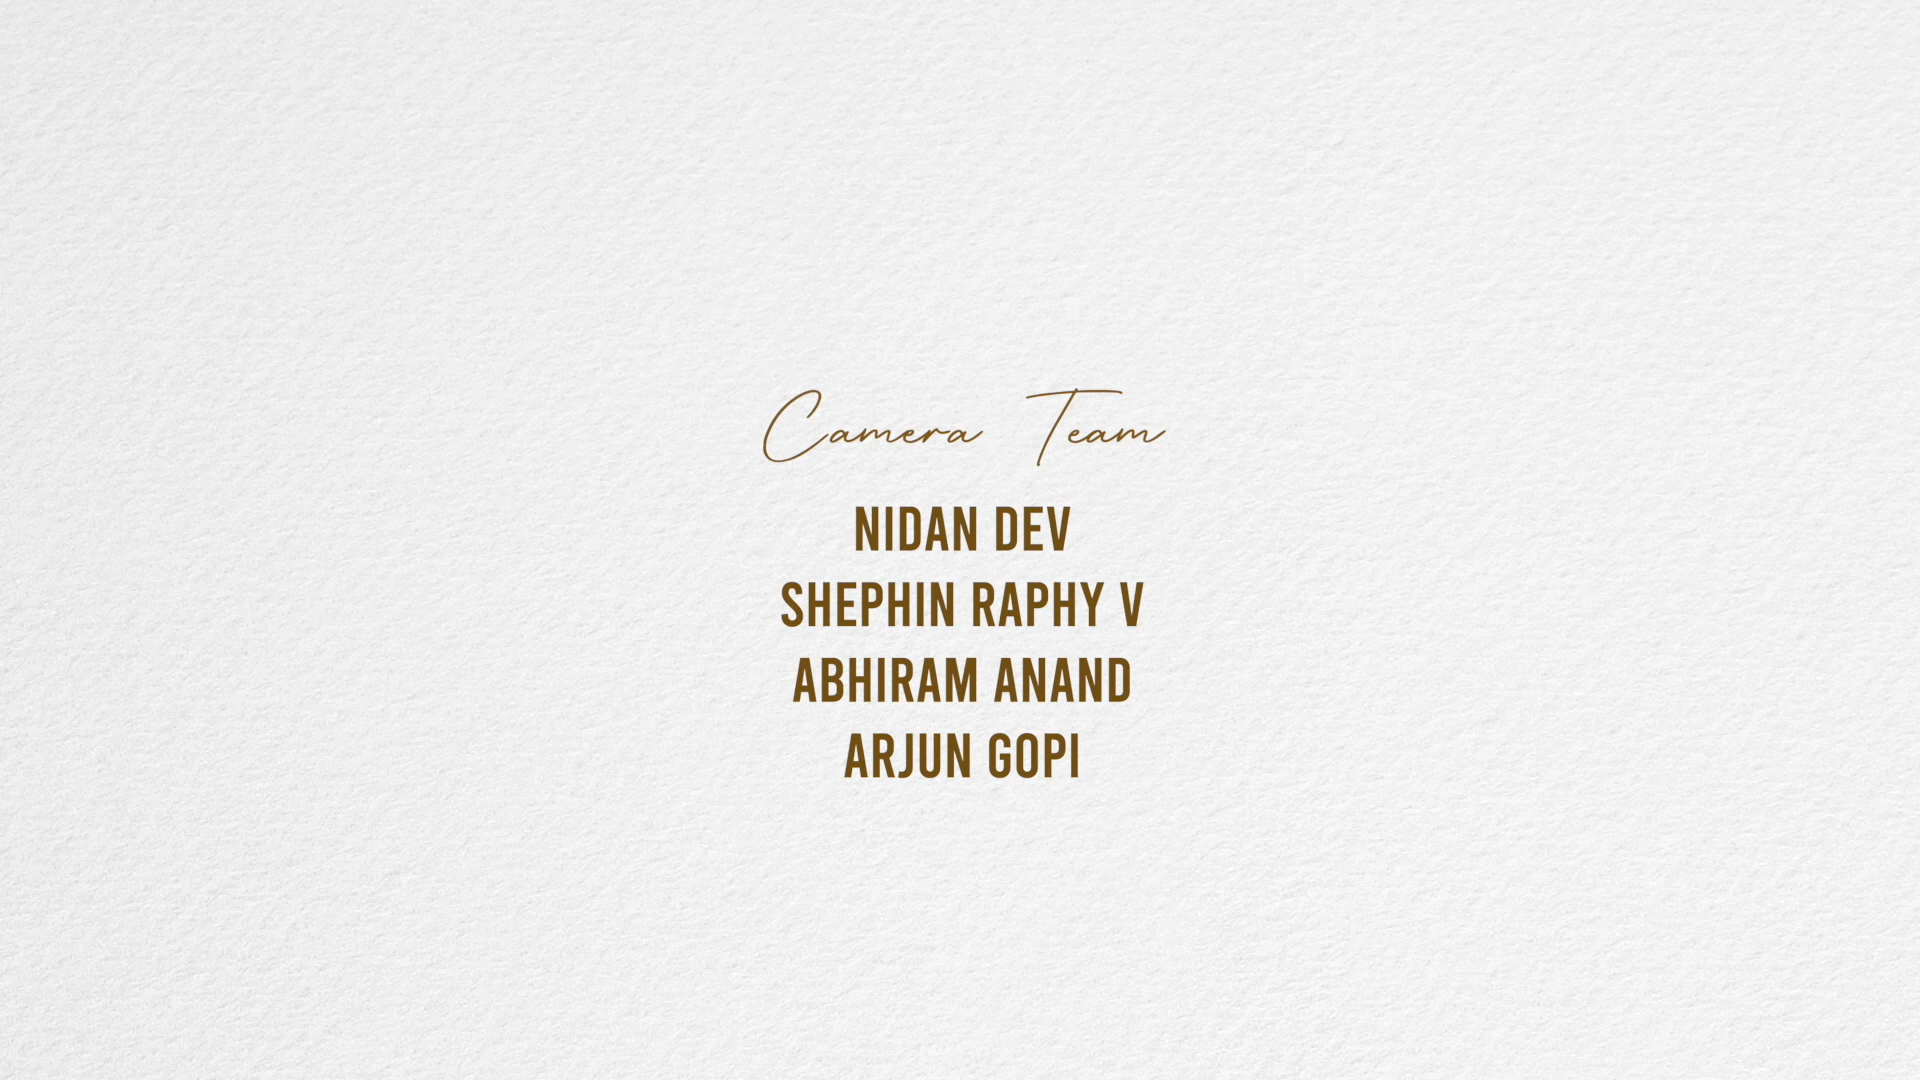 Camera Team
NIDAN DEV
SHEPHIN RAPHY V
ABHIRAM ANAND
ARJUN GOPI